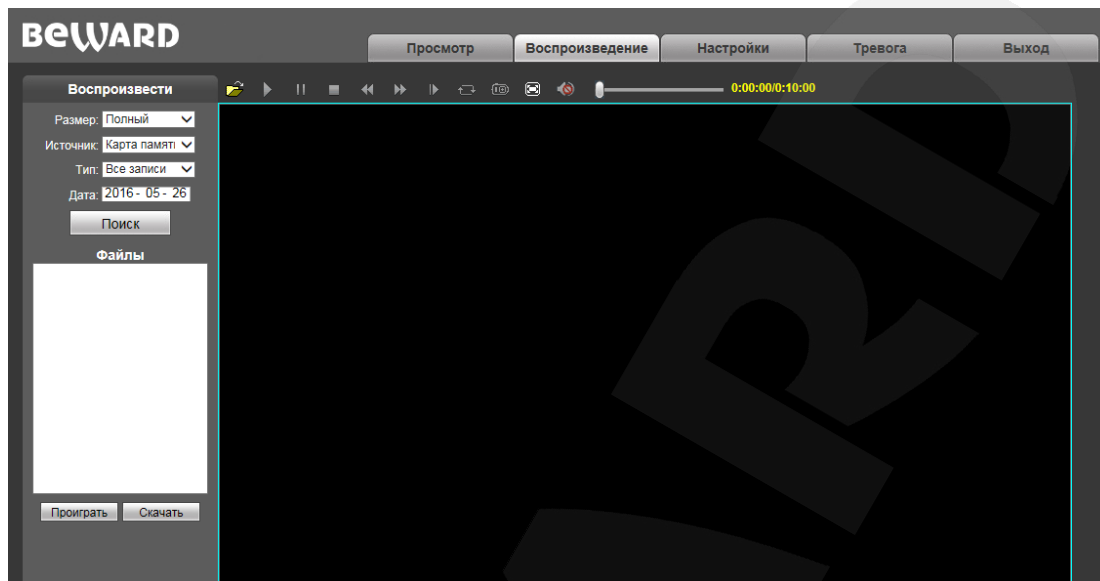 BEWARD
Просмотр Воспроизведение Настройки Тревога Выход
Воспроизвести 0:00:00/0:10:00
Размер: Полный
Источник: Карта памяти
Тип: Все записи
Дата: 2016 - 05 - 26
Поиск
Файлы
Проиграть Скачать